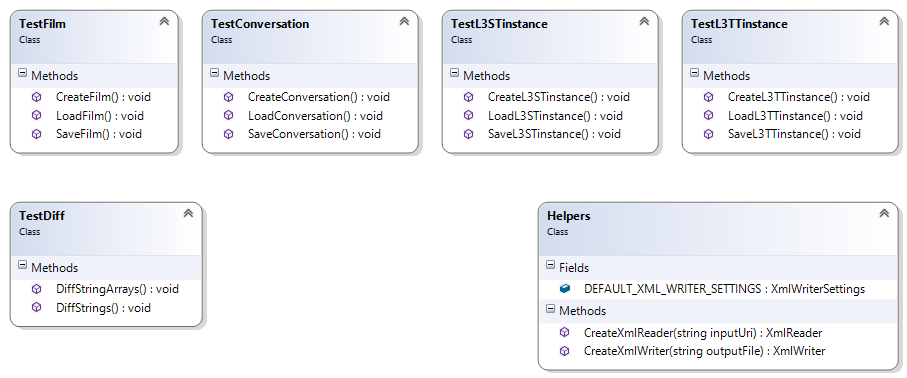 TestFilm
Class
Methods
CreateFilm() : void
LoadFilm() : void
SaveFilm() : void
TestConversation
Class
Methods
CreateConversation() : void
LoadConversation() : void
SaveConversation() : void
TestL3STinstance
Class
Methods
CreateL3STinstance() : void
LoadL3STinstance() : void
SaveL3STinstance() : void
TestL3TTinstance
Class
Methods
CreateL3TTinstance() : void
LoadL3TTinstance() : void
SaveL3TTinstance() : void
TestDiff
Class
Methods
DiffStringArrays() : void
DiffStrings() : void
Helpers
Class
Fields
DEFAULT_XML_WRITER_SETTINGS : XmlWriterSettings
Methods
CreateXmlReader(string inputUri) : XmlReader
CreateXmlWriter(string outputFile) : XmlWriter